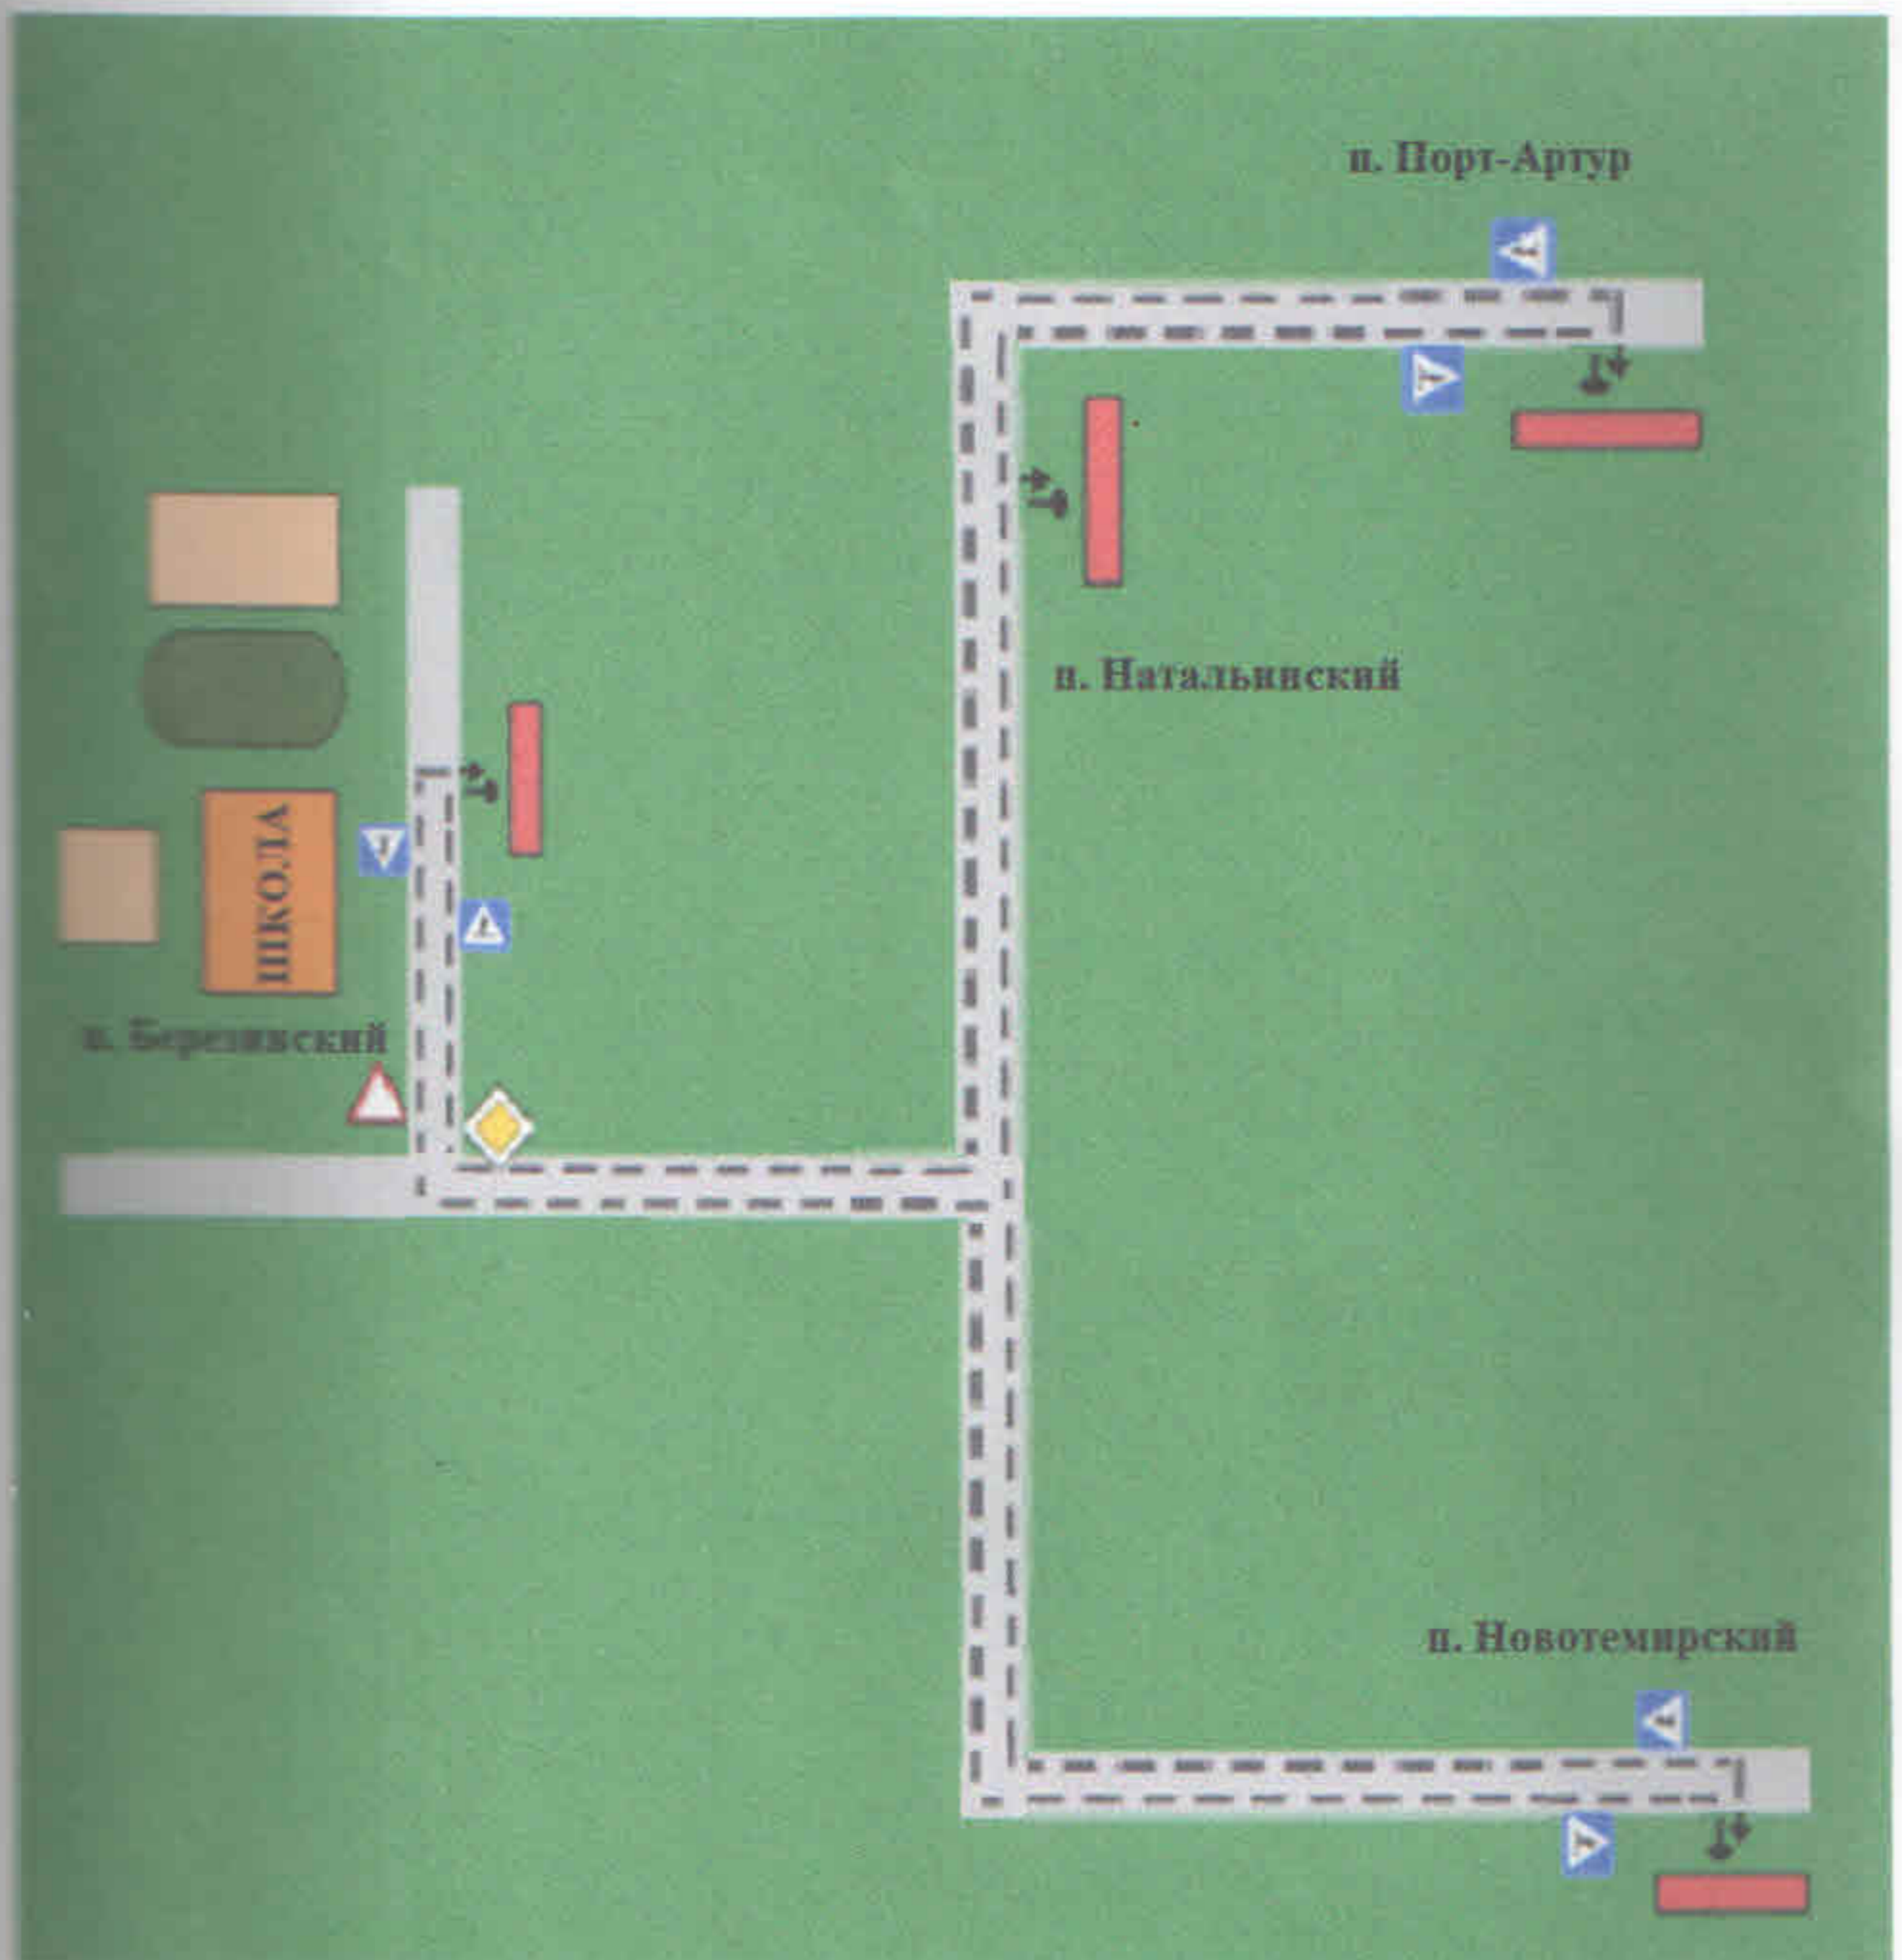 п. Порт-Артур
п. Натальинский
ШКОЛА
п. Березинский
п. Новотемирский